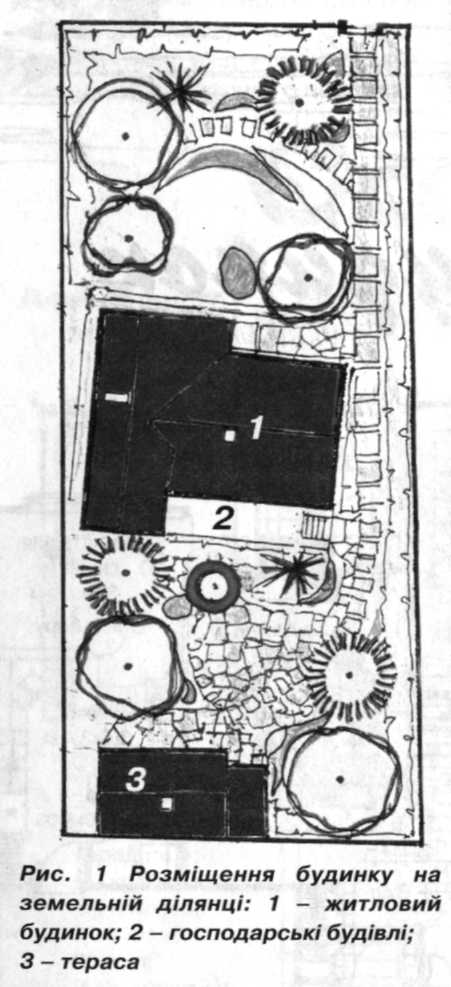 1
2
3
Рис. 1 Розміщення будинку на
земельній ділянці: 1 – житловий
будинок; 2 – господарські будівлі;
3 – тераса